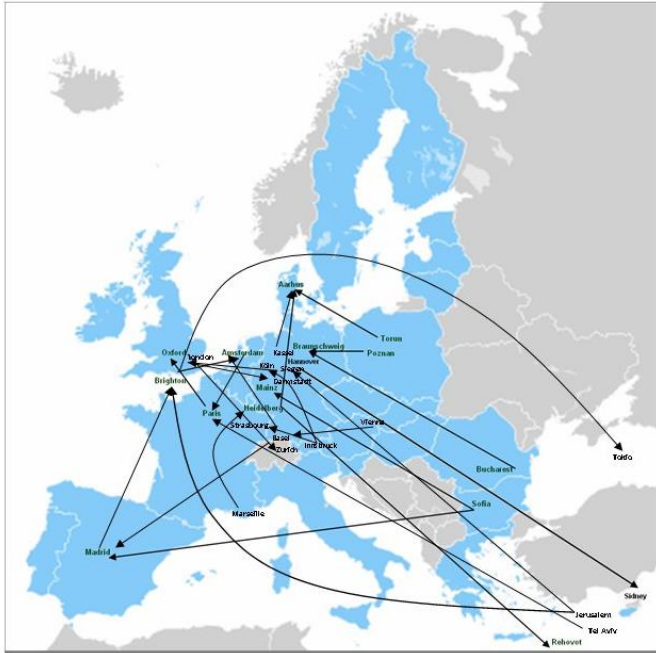 Aarhus
Torun
Braunschweig
Poznan
Kassel
Hannover
Oxford
London
Amsterdam
Köln
Siegen
Darmstadt
Brighton
Mainz
Paris
Heidelberg
Strasbourg
Vienna
Basel
Innsbruck
Zurich
Tokio
Bucharest
Sofia
Marseille
Madrid
Sidney
Jerusalem
Tel Aviv
Rehovot